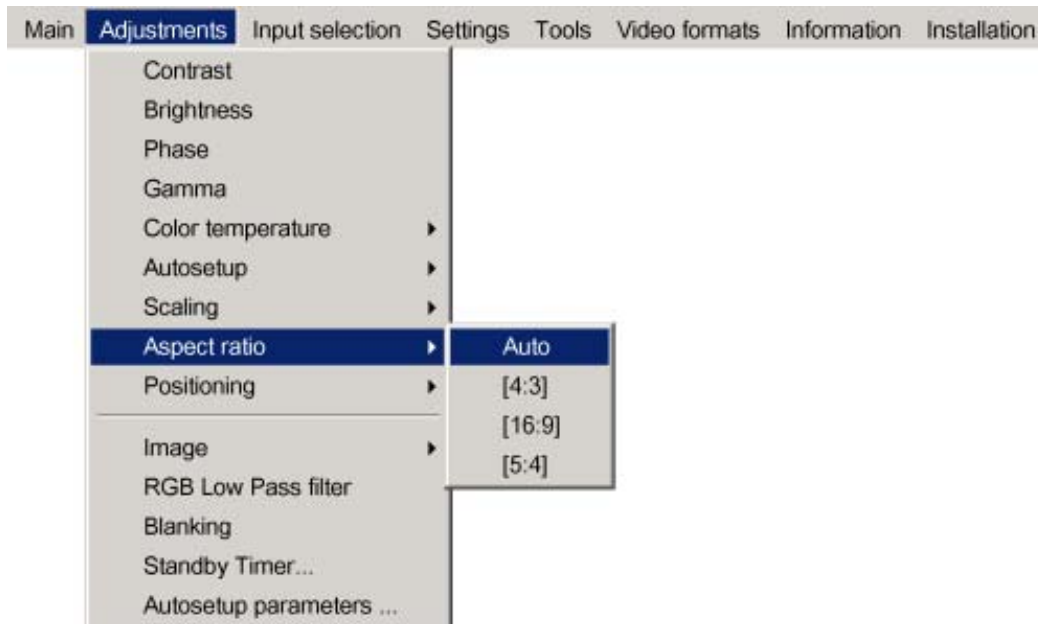 Main Adjustments Input selection Settings Tools Video formats Information Installation
Contrast
Brightness
Phase
Gamma
Color temperature
Autosetup
Scaling
Aspect ratio
Auto
Positioning
[4:3]
[16:9]
[5:4]
Image
RGB Low Pass filter
Blanking
Standby Timer...
Autosetup parameters ...